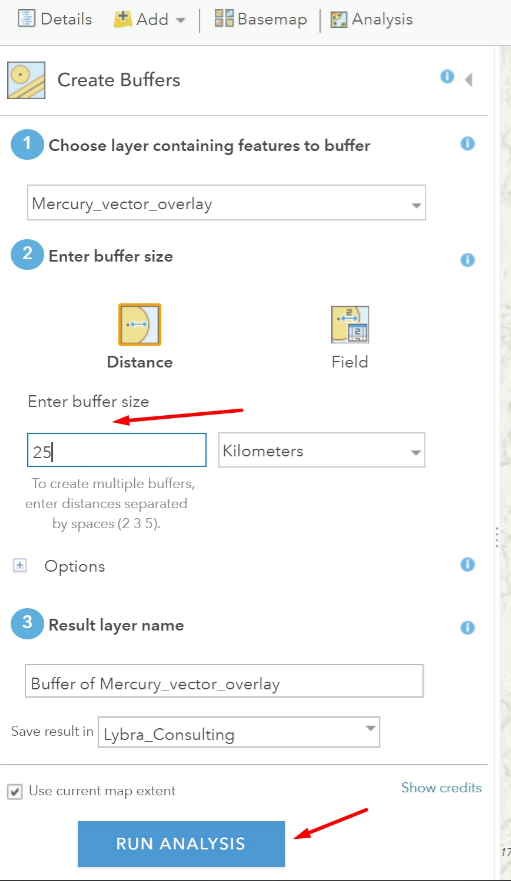 Details Add Basemap Analysis
Create Buffers
1 Choose layer containing features to buffer
Mercury_vector_overlay
2 Enter buffer size
Distance Field
Enter buffer size
25 Kilometers
To create multiple buffers,
enter distances separated
by spaces (2 3 5).
Options
3 Result layer name
Buffer of Mercury_vector_overlay
Save result in Lybra_Consulting
Use current map extent Show credits
RUN ANALYSIS
17